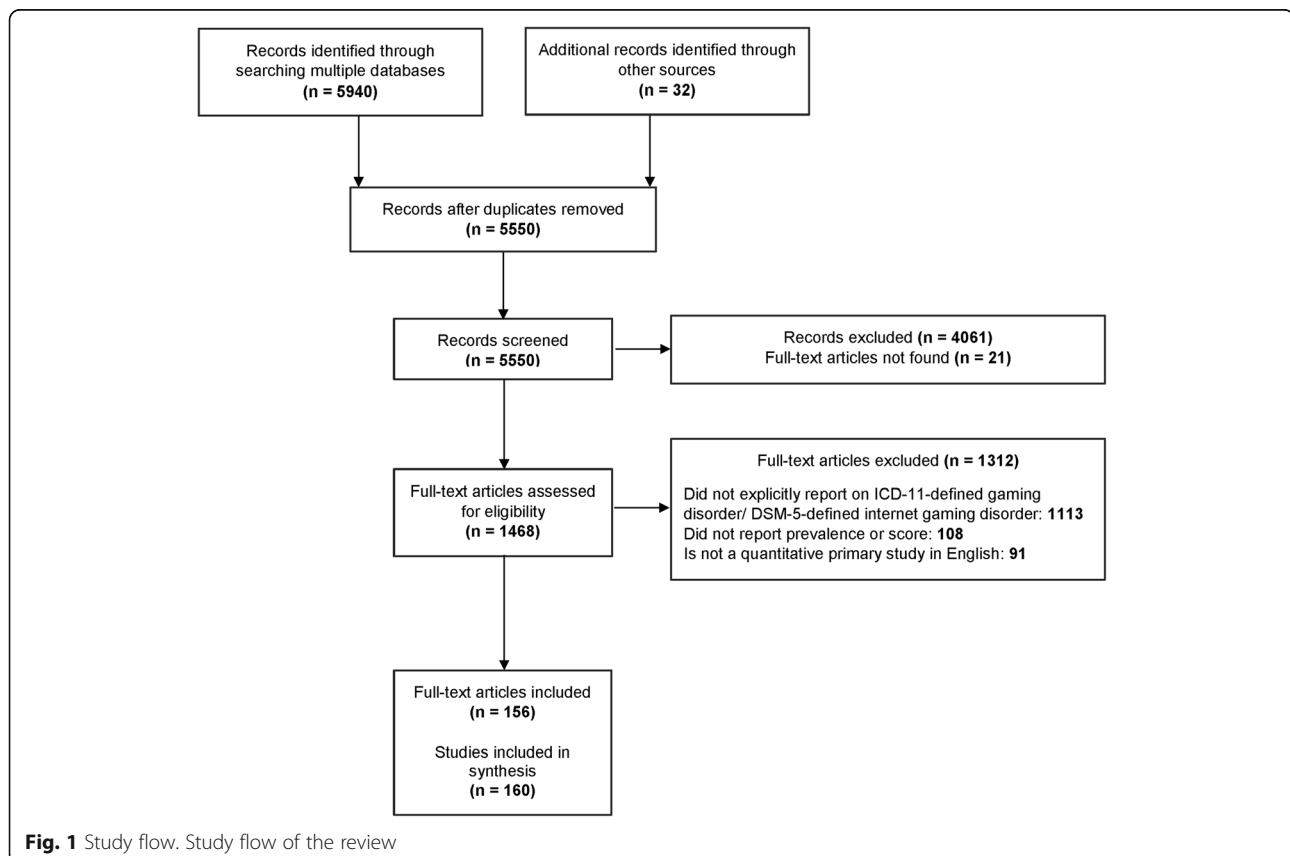 Records identified through
searching multiple databases
(n = 5940)
Additional records identified through
other sources
(n = 32)
Records after duplicates removed
(n = 5550)
Records screened
(n = 5550)
Records excluded (n = 4061)
Full-text articles not found (n = 21)
Full-text articles assessed
for eligibility
(n = 1468)
Full-text articles excluded (n = 1312)
Did not explicitly report on ICD-11-defined gaming
disorder/ DSM-5-defined internet gaming disorder: 1113
Did not report prevalence or score: 108
Is not a quantitative primary study in English: 91
Full-text articles included
(n = 156)
Studies included in
synthesis
(n = 160)
Fig. 1 Study flow. Study flow of the review